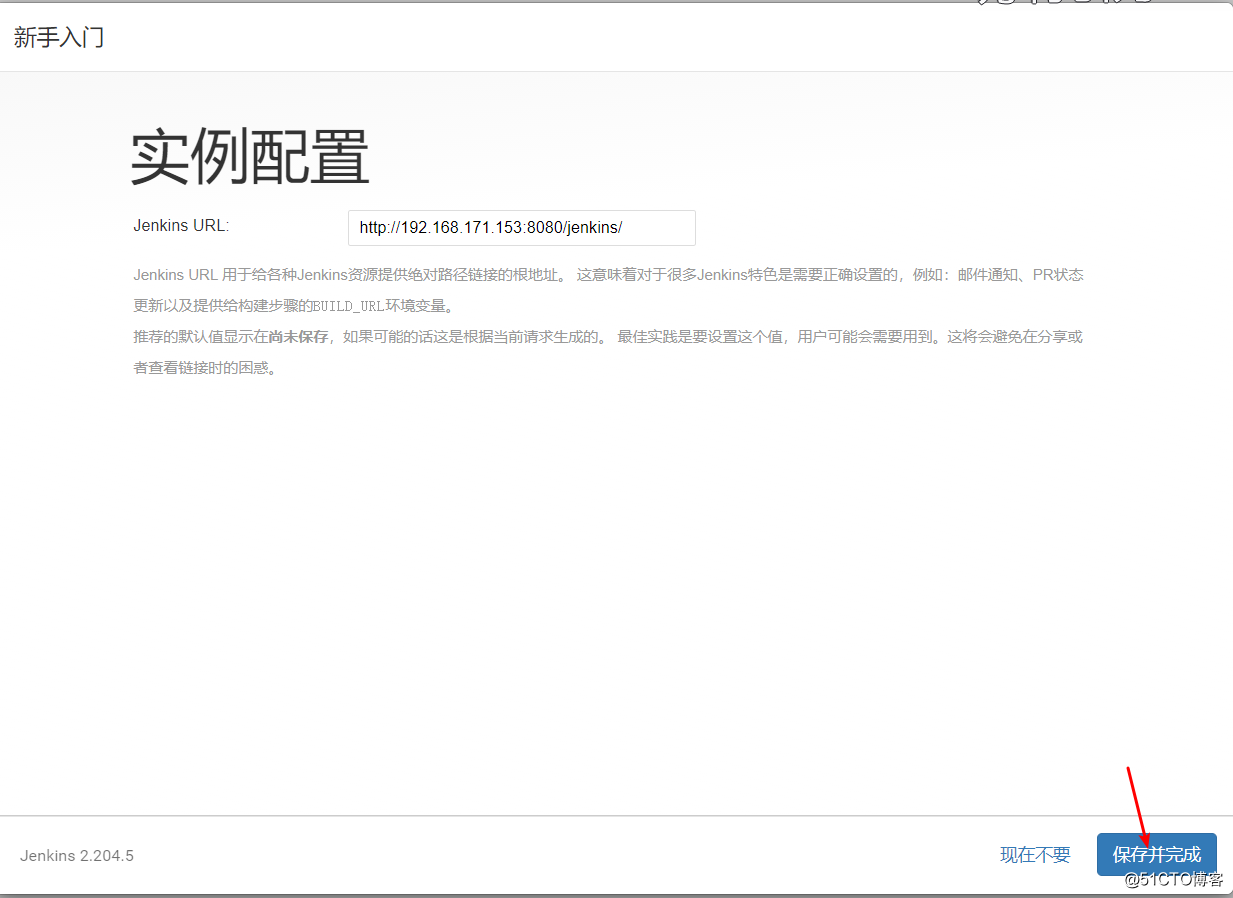 新手入门
实例配置
Jenkins URL:
http://192.168.171.153:8080/jenkins/
Jenkins URL 用于给各种Jenkins资源提供绝对路径链接的根地址。 这意味着对于很多Jenkins特色是需要正确设置的，例如：邮件通知、PR状态
更新以及提供给构建步骤的BUILD_URL环境变量。
推荐的默认值显示在尚未保存，如果可能的话这是根据当前请求生成的。 最佳实践是要设置这个值，用户可能会需要用到。这将会避免在分享或
者查看链接时的困惑。
Jenkins 2.204.5
现在不要
保存并完成
@51CTO博客